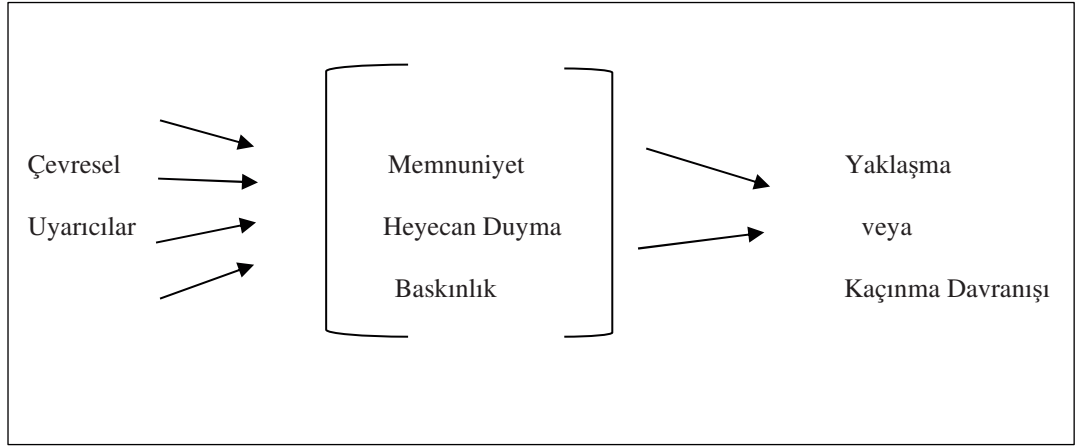 Çevresel
Uyarıcılar
Memnuniyet
Heyecan Duyma
Baskınlık
Yaklaşma
veya
Kaçınma Davranışı